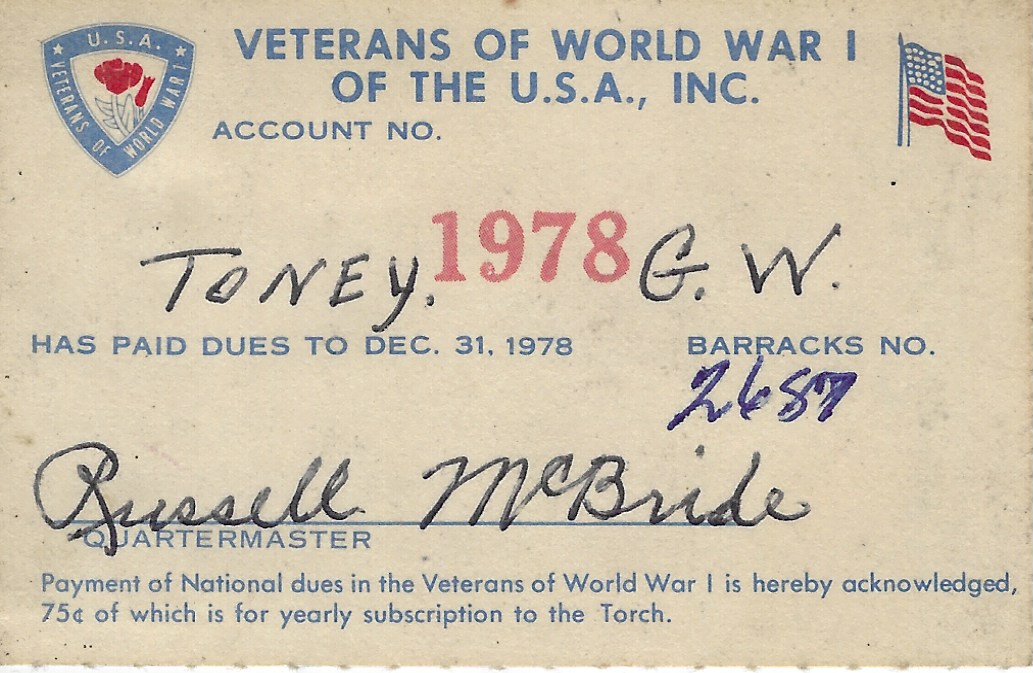 U.S.A.
VETERANS OF WORLD WAR I
VETERANS OF WORLD WAR I
OF THE U.S.A., INC.
ACCOUNT NO.
1978
TONEY. G. W.
HAS PAID DUES TO DEC. 31, 1978 BARRACKS NO.
2687
Russell McBride
QUARTERMASTER
Payment of National dues in the Veterans of World War I is hereby acknowledged,
75¢ of which is for yearly subscription to the Torch.